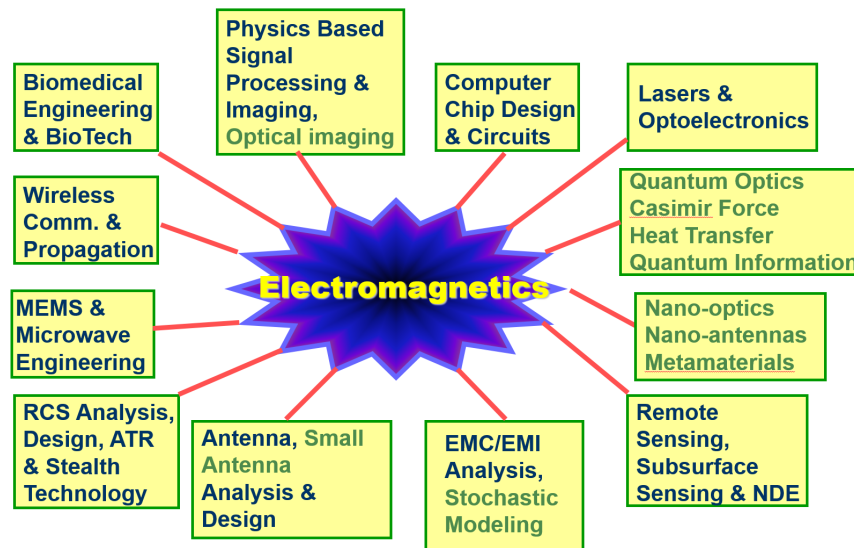 Physics Based
Signal
Processing &
Imaging,
Optical imaging
Biomedical
Engineering
& BioTech
Computer
Chip Design
& Circuits
Lasers &
Optoelectronics
Wireless
Comm. &
Propagation
Quantum Optics
Casimir Force
Heat Transfer
Quantum Information
Electromagnetics
MEMS &
Microwave
Engineering
Nano-optics
Nano-antennas
Metamaterials
RCS Analysis,
Design, ATR
& Stealth
Technology
Antenna, Small
Antenna
Analysis &
Design
EMC/EMI
Analysis,
Stochastic
Modeling
Remote
Sensing,
Subsurface
Sensing & NDE